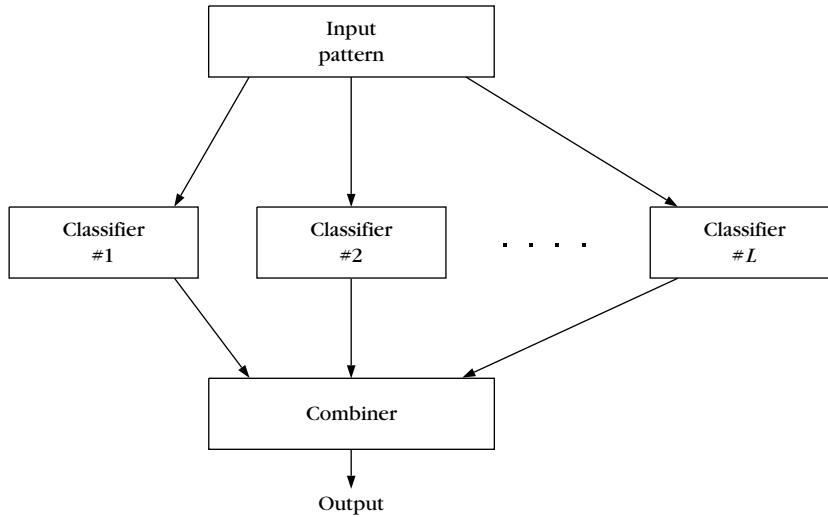 Input
pattern
Classifier
#1
Classifier
#2
. . . .
Classifier
#L
Combiner
Output